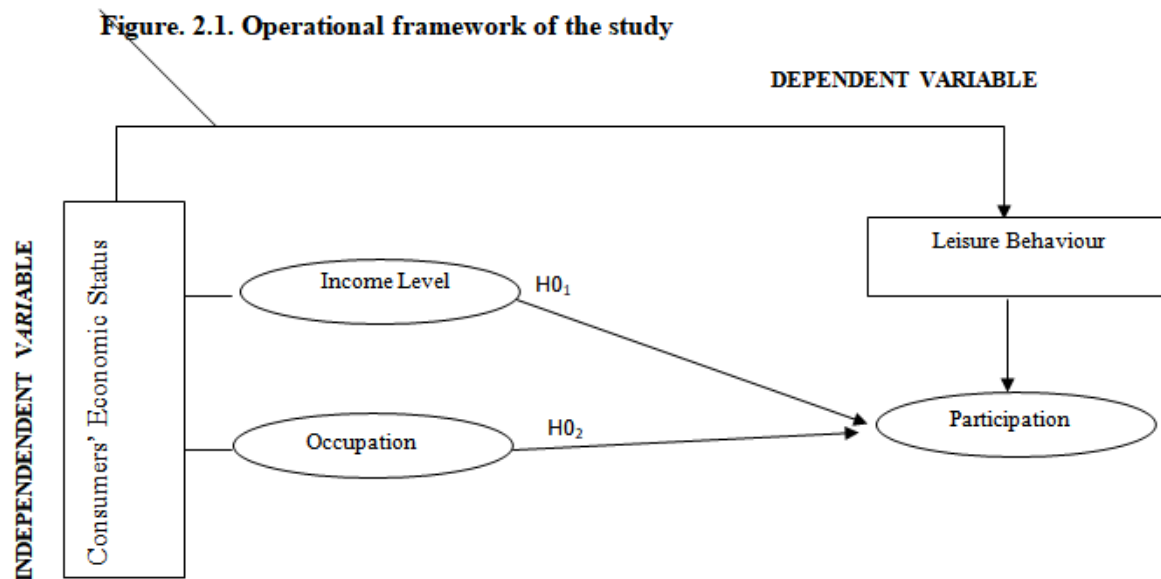 Figure. 2.1. Operational framework of the study
DEPENDENT VARIABLE
INDEPENDENT VARIABLE
Consumers' Economic Status
Income Level
H0₁
Leisure Behaviour
Occupation
H0₂
Participation